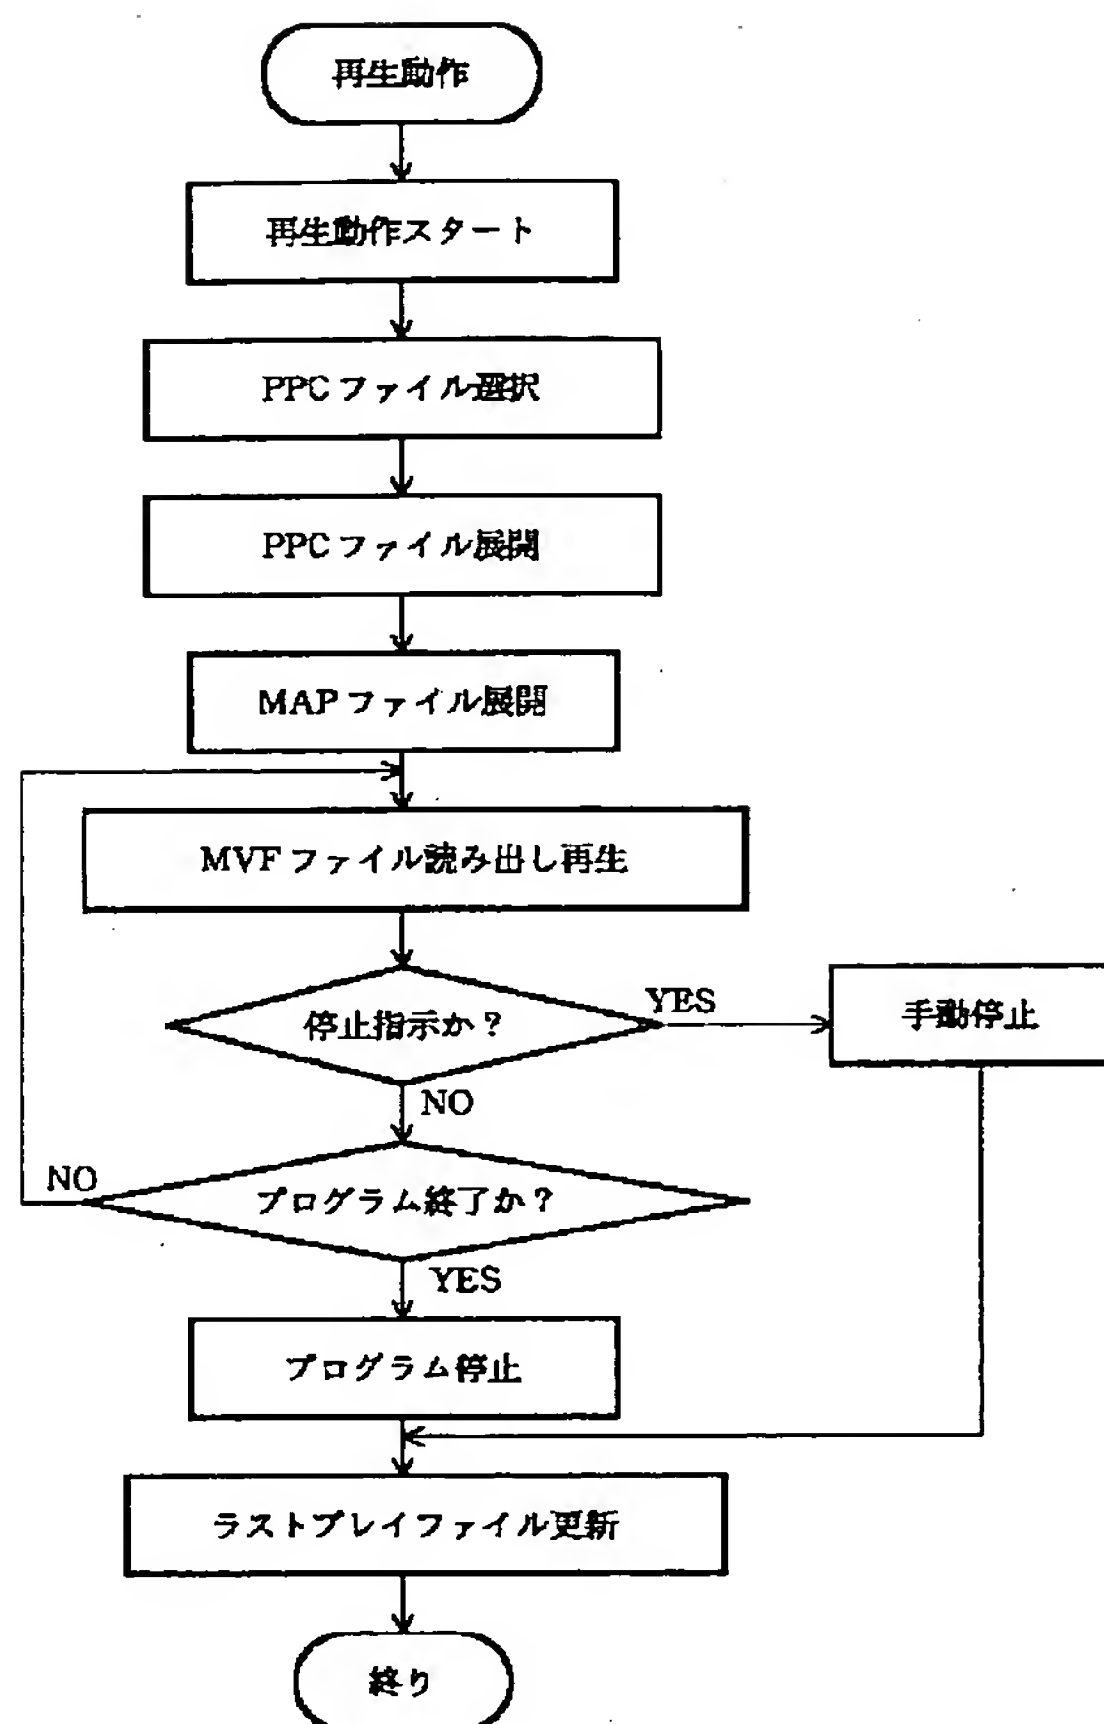 再生動作
再生動作スタート
PPCファイル選択
PPCファイル展開
MAPファイル展開
MVFファイル読み出し再生
停止指示か？
YES
手動停止
NO
プログラム終了か？
NO
YES
プログラム停止
ラストプレイファイル更新
終り